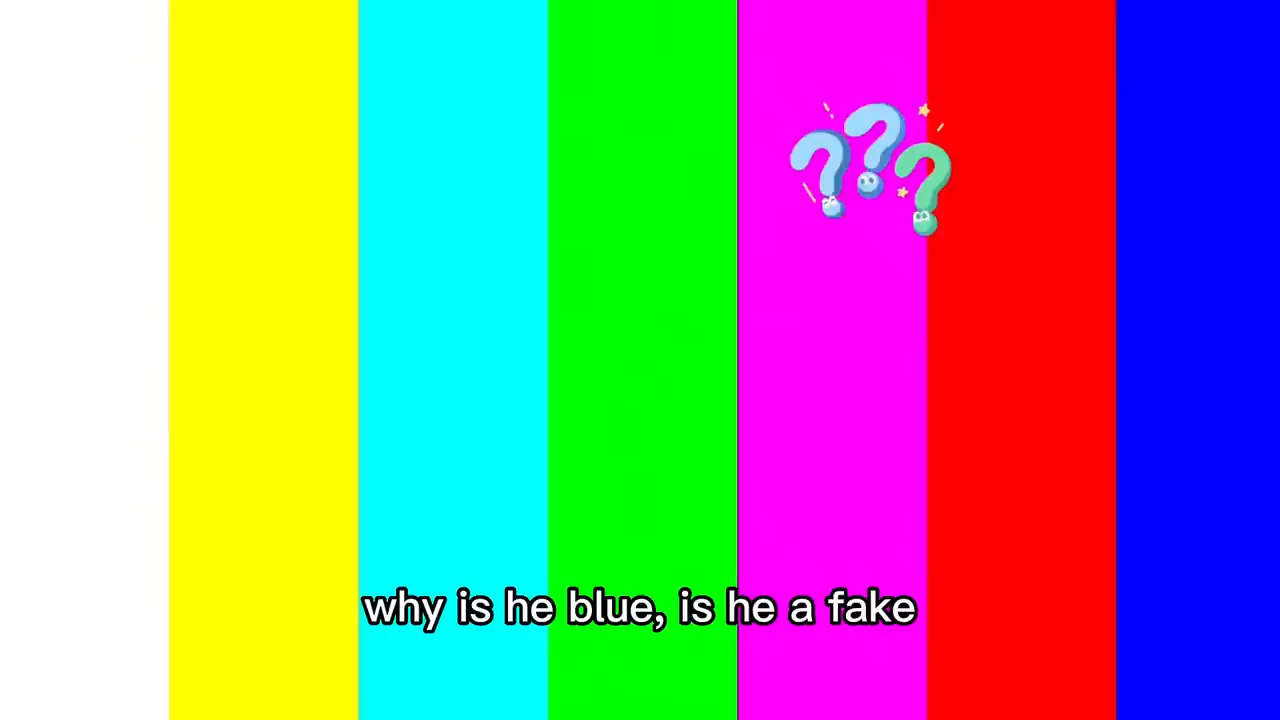 ???
why is he blue, is he a fake